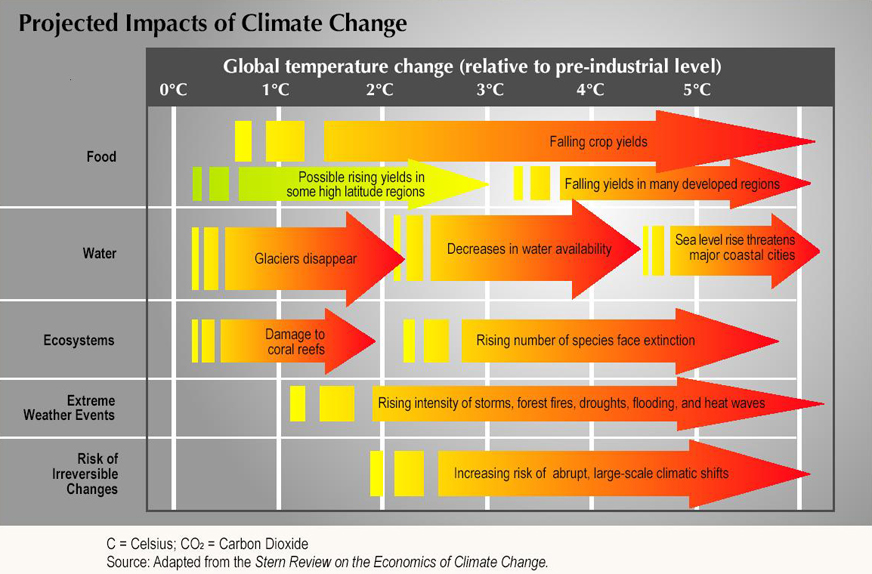 Projected Impacts of Climate Change
Global temperature change (relative to pre-industrial level)
0°C 1°C 2°C 3°C 4°C 5°C
Food
Falling crop yields
Possible rising yields in
some high latitude regions
Falling yields in many developed regions
Water
Glaciers disappear
Decreases in water availability
Sea level rise threatens
major coastal cities
Ecosystems
Damage to
coral reefs
Rising number of species face extinction
Extreme
Weather Events
Rising intensity of storms, forest fires, droughts, flooding, and heat waves
Risk of
Irreversible
Changes
Increasing risk of abrupt, large-scale climatic shifts
C = Celsius; CO₂ = Carbon Dioxide
Source: Adapted from the Stern Review on the Economics of Climate Change.